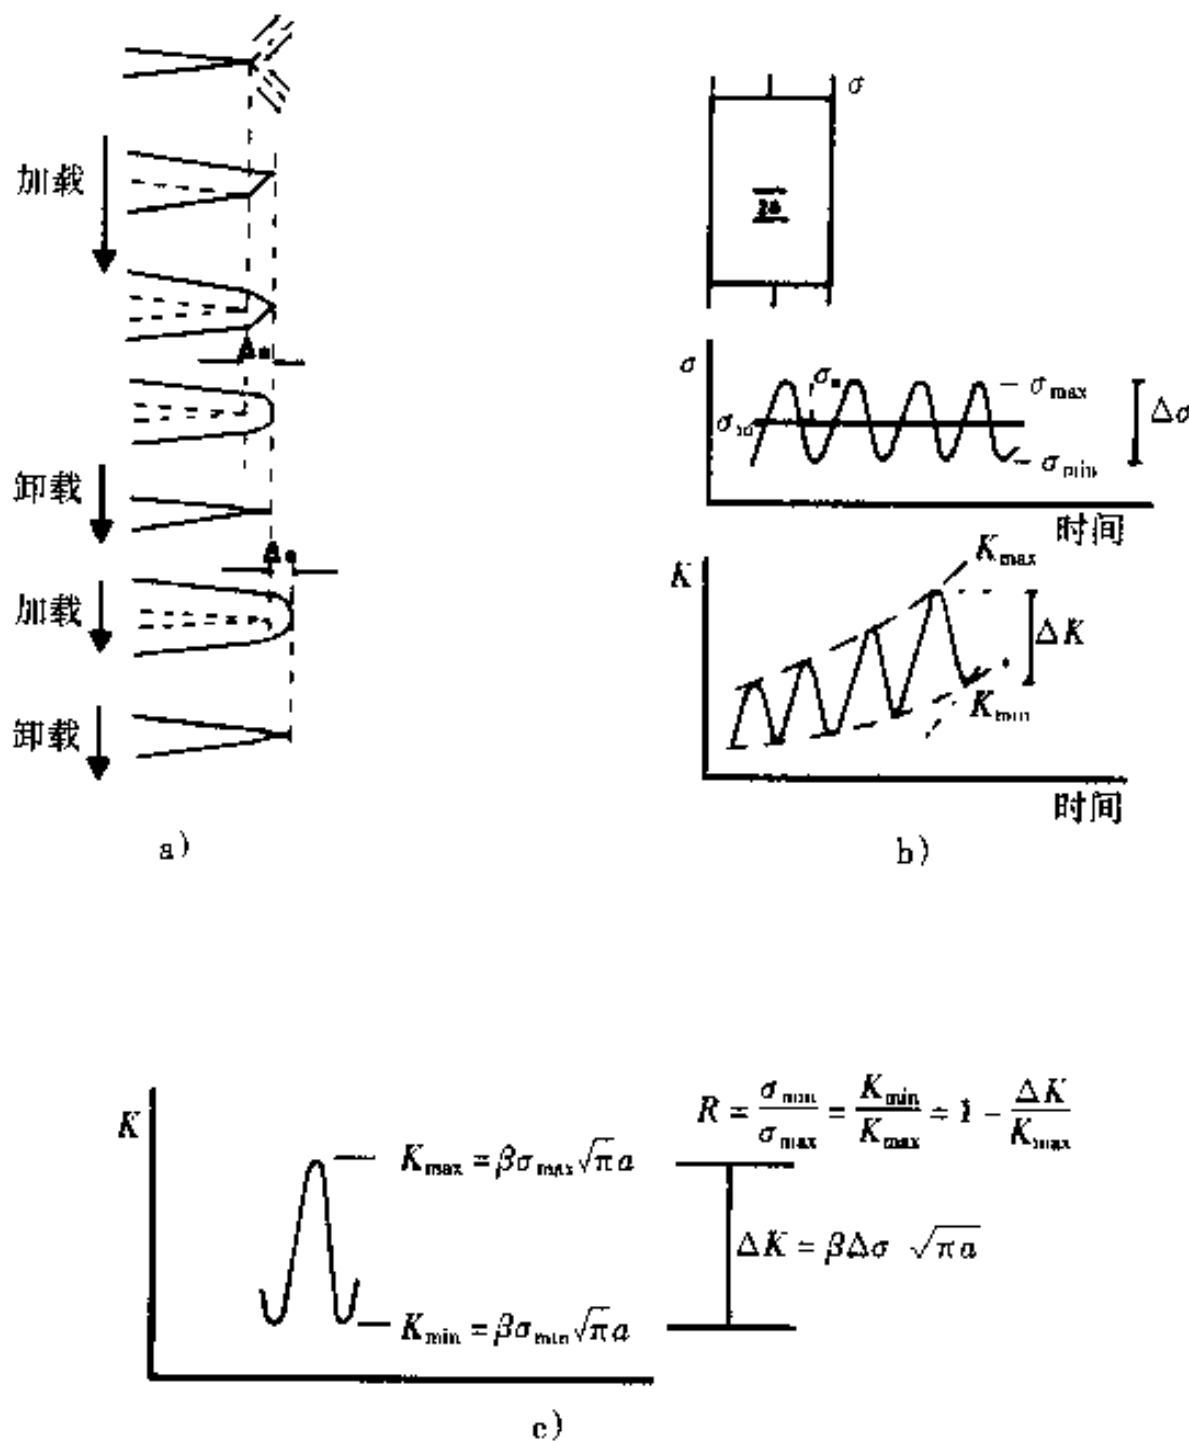 加载
Δa
卸载
Δa
加载
卸载
a)
σ
2a
σ
σa
σm
σmax
Δσ
σmin
时间
K
Kmax
ΔK
Kmin
时间
b)
R = σmin/σmax = Kmin/Kmax = 1 − ΔK/Kmax
K
Kmax = βσmax√πa
ΔK = βΔσ √πa
Kmin = βσmin√πa
c)